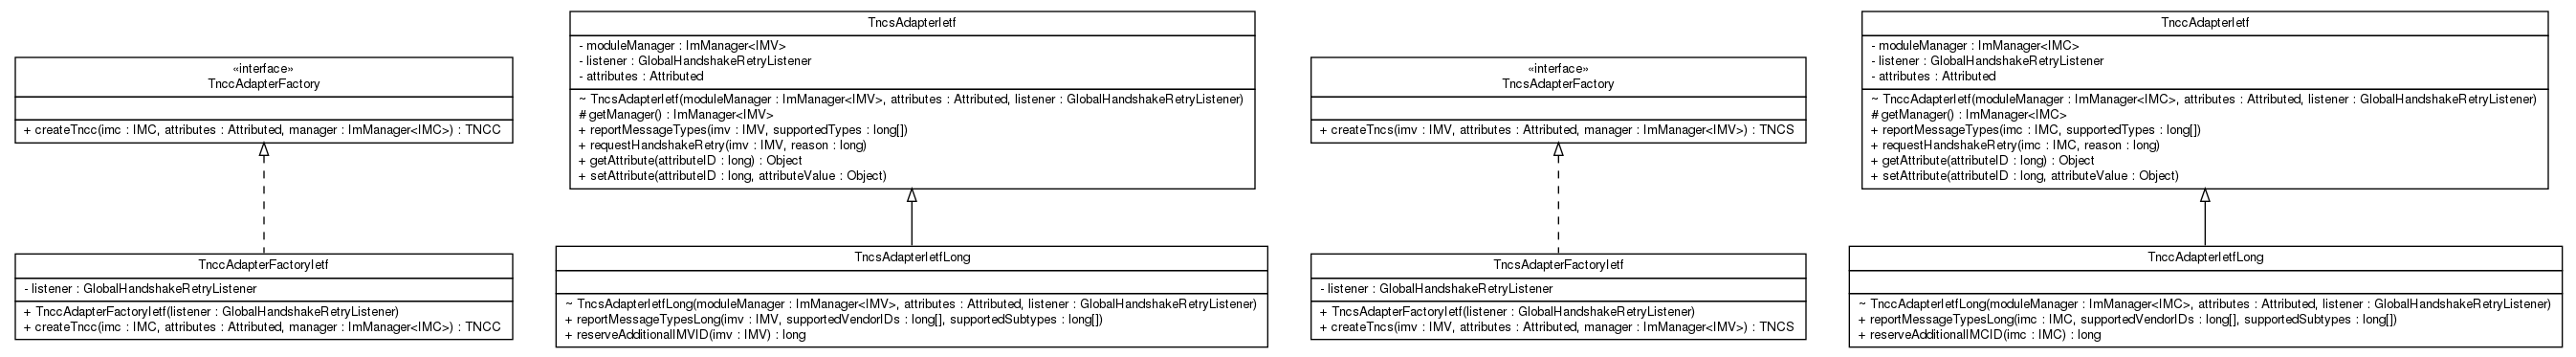 «interface»
TnccAdapterFactory
+ createTncc(imc : IMC, attributes : Attributed, manager : ImManager<IMC>) : TNCC
TnccAdapterFactoryIetf
- listener : GlobalHandshakeRetryListener
+ TnccAdapterFactoryIetf(listener : GlobalHandshakeRetryListener)
+ createTncc(imc : IMC, attributes : Attributed, manager : ImManager<IMC>) : TNCC
TncsAdapterIetf
- moduleManager : ImManager<IMV>
- listener : GlobalHandshakeRetryListener
- attributes : Attributed
~ TncsAdapterIetf(moduleManager : ImManager<IMV>, attributes : Attributed, listener : GlobalHandshakeRetryListener)
# getManager() : ImManager<IMV>
+ reportMessageTypes(imv : IMV, supportedTypes : long[])
+ requestHandshakeRetry(imv : IMV, reason : long)
+ getAttribute(attributeID : long) : Object
+ setAttribute(attributeID : long, attributeValue : Object)
TncsAdapterIetfLong
~ TncsAdapterIetfLong(moduleManager : ImManager<IMV>, attributes : Attributed, listener : GlobalHandshakeRetryListener)
+ reportMessageTypesLong(imv : IMV, supportedVendorIDs : long[], supportedSubtypes : long[])
+ reserveAdditionalIMVID(imv : IMV) : long
«interface»
TncsAdapterFactory
+ createTncs(imv : IMV, attributes : Attributed, manager : ImManager<IMV>) : TNCS
TncsAdapterFactoryIetf
- listener : GlobalHandshakeRetryListener
+ TncsAdapterFactoryIetf(listener : GlobalHandshakeRetryListener)
+ createTncs(imv : IMV, attributes : Attributed, manager : ImManager<IMV>) : TNCS
TnccAdapterIetf
- moduleManager : ImManager<IMC>
- listener : GlobalHandshakeRetryListener
- attributes : Attributed
~ TnccAdapterIetf(moduleManager : ImManager<IMC>, attributes : Attributed, listener : GlobalHandshakeRetryListener)
# getManager() : ImManager<IMC>
+ reportMessageTypes(imc : IMC, supportedTypes : long[])
+ requestHandshakeRetry(imc : IMC, reason : long)
+ getAttribute(attributeID : long) : Object
+ setAttribute(attributeID : long, attributeValue : Object)
TnccAdapterIetfLong
~ TnccAdapterIetfLong(moduleManager : ImManager<IMC>, attributes : Attributed, listener : GlobalHandshakeRetryListener)
+ reportMessageTypesLong(imc : IMC, supportedVendorIDs : long[], supportedSubtypes : long[])
+ reserveAdditionalIMCID(imc : IMC) : long